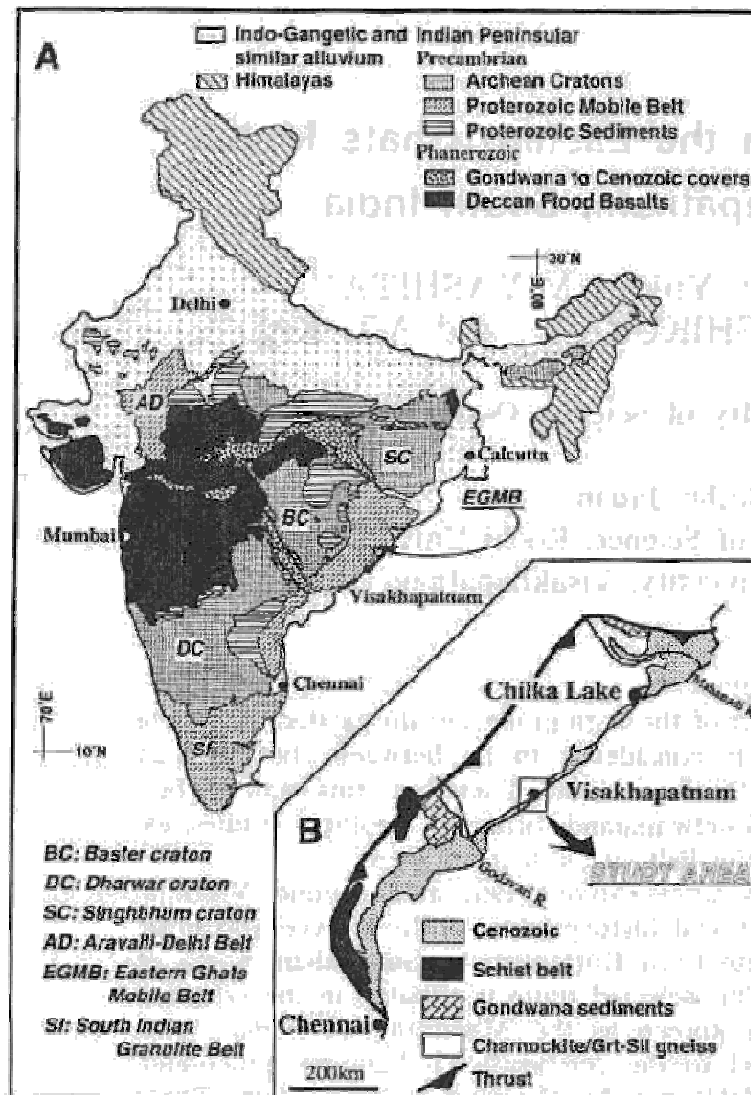 A
Indo-Gangetic and
similar alluvium
Himalayas
Indian Peninsular
Precambrian
Archean Cratons
Proterozoic Mobile Belt
Proterozoic Sediments
Phanerozoic
Gondwana to Cenozoic covers
Deccan Flood Basalts
30°N
Delhi
AD
SC
Calcutta
EGMB
BC
Mumbai
Visakhapatnam
DC
Chennai
70°E
10°N
SI
BC: Baster craton
DC: Dharwar craton
SC: Singhbhum craton
AD: Aravalli-Delhi Belt
EGMB: Eastern Ghats
Mobile Belt
SI: South Indian
Granulite Belt
B
Chilka Lake
Visakhapatnam
Godavari R.
STUDY AREA
Cenozoic
Schist belt
Gondwana sediments
Charnockite/Grt-Sil gneiss
Thrust
Chennai
200km